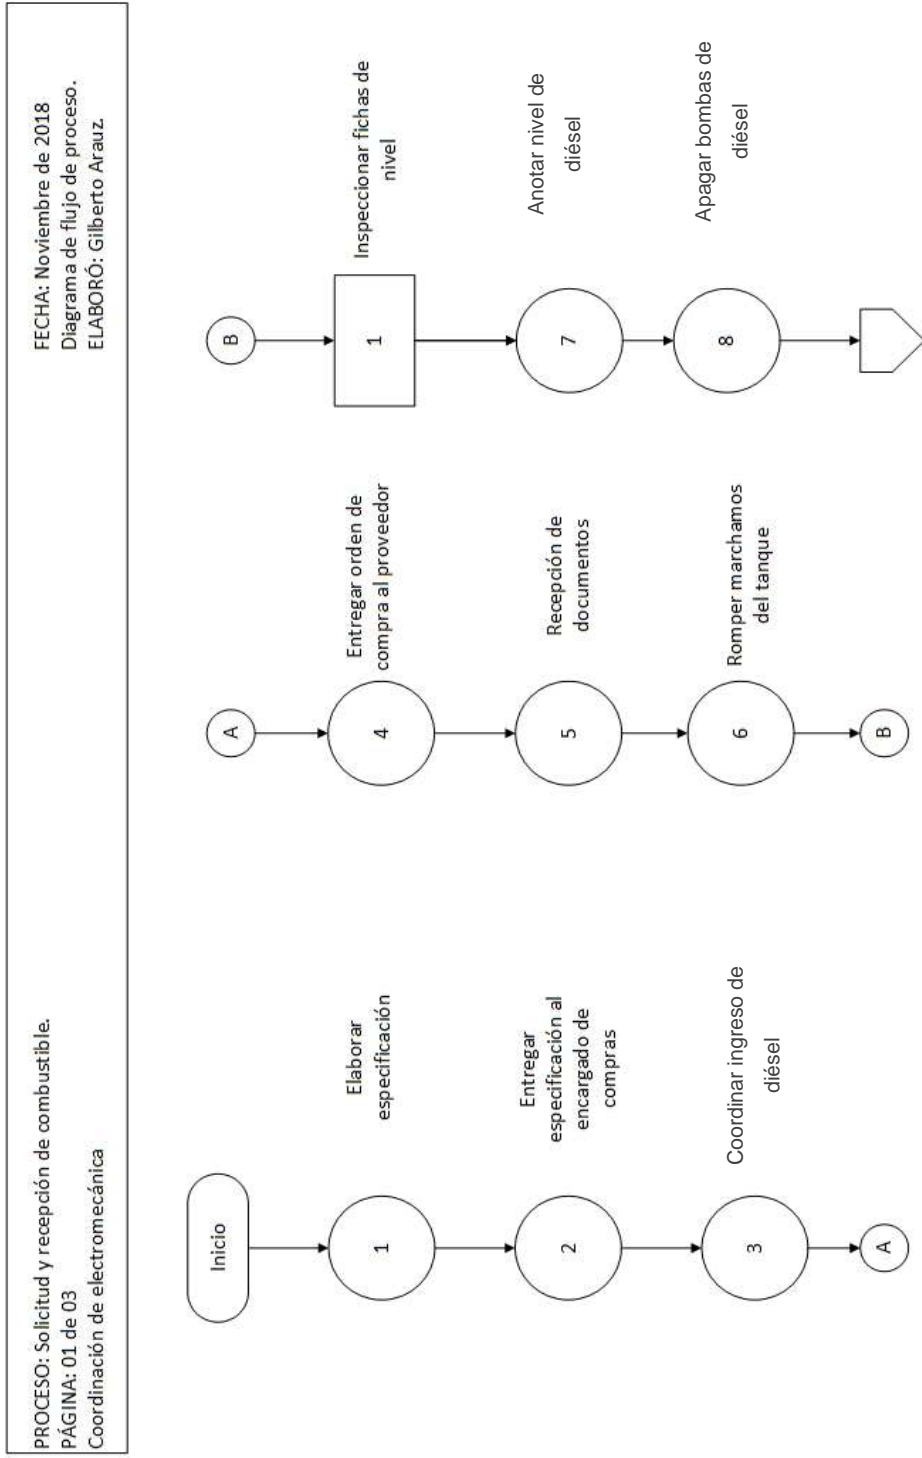 PROCESO: Solicitud y recepción de combustible.
PÁGINA: 01 de 03
Coordinación de electromecánica
FECHA: Noviembre de 2018
Diagrama de flujo de proceso.
ELABORÓ: Gilberto Arauz
Inicio
1
Elaborar
especificación
2
Entregar
especificación al
encargado de
compras
3
Coordinar ingreso de
diésel
A
A
4
Entregar orden de
compra al proveedor
5
Recepción de
documentos
6
Romper marchamos
del tanque
B
B
1
Inspeccionar fichas de
nivel
7
Anotar nivel de
diésel
8
Apagar bombas de
diésel